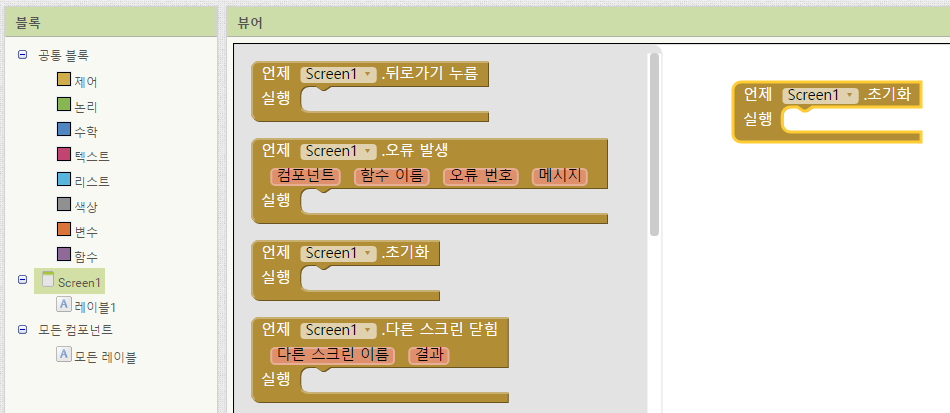 블록
공통 블록
제어
논리
수학
텍스트
리스트
색상
변수
함수
Screen1
A 레이블1
모든 컴포넌트
A 모든 레이블
뷰어
언제 Screen1 .뒤로가기 누름
실행
언제 Screen1 .오류 발생
컴포넌트 함수 이름 오류 번호 메시지
실행
언제 Screen1 .초기화
실행
언제 Screen1 .다른 스크린 닫힘
다른 스크린 이름 결과
실행
언제 Screen1 .초기화
실행